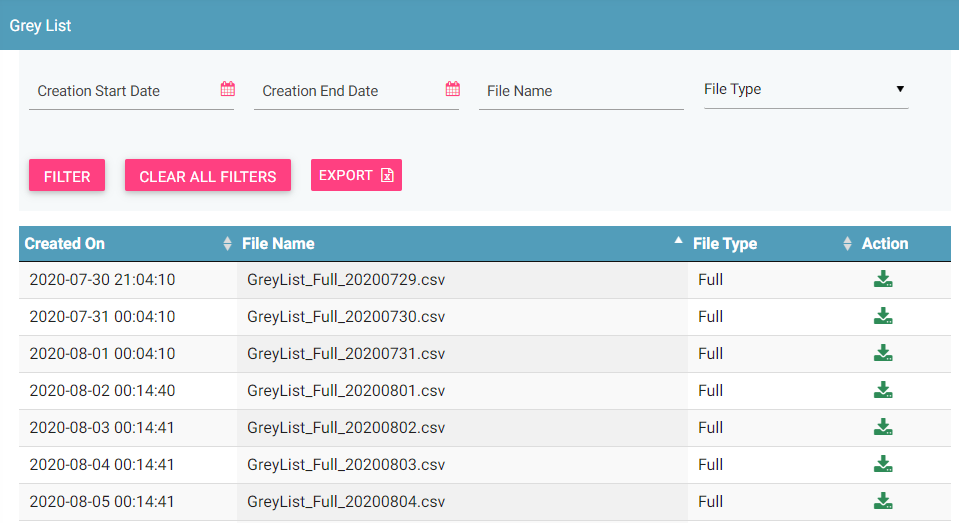 Grey List
Creation Start Date Creation End Date File Name File Type
FILTER CLEAR ALL FILTERS EXPORT
Created On File Name File Type Action
2020-07-30 21:04:10 GreyList_Full_20200729.csv Full
2020-07-31 00:04:10 GreyList_Full_20200730.csv Full
2020-08-01 00:04:10 GreyList_Full_20200731.csv Full
2020-08-02 00:14:40 GreyList_Full_20200801.csv Full
2020-08-03 00:14:41 GreyList_Full_20200802.csv Full
2020-08-04 00:14:41 GreyList_Full_20200803.csv Full
2020-08-05 00:14:41 GreyList_Full_20200804.csv Full